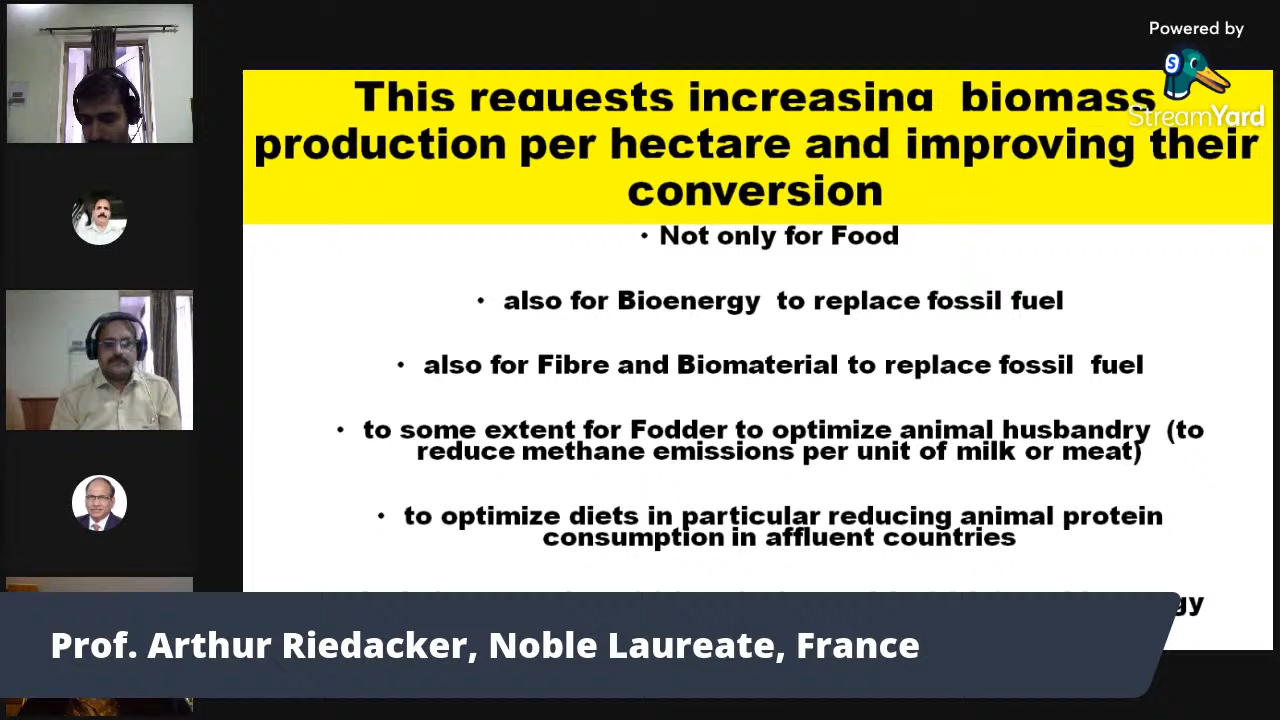 Powered by
StreamYard
This requests increasing biomass
production per hectare and improving their
conversion
• Not only for Food
• also for Bioenergy to replace fossil fuel
• also for Fibre and Biomaterial to replace fossil fuel
• to some extent for Fodder to optimize animal husbandry (to
reduce methane emissions per unit of milk or meat)
• to optimize diets in particular reducing animal protein
consumption in affluent countries
Prof. Arthur Riedacker, Noble Laureate, France